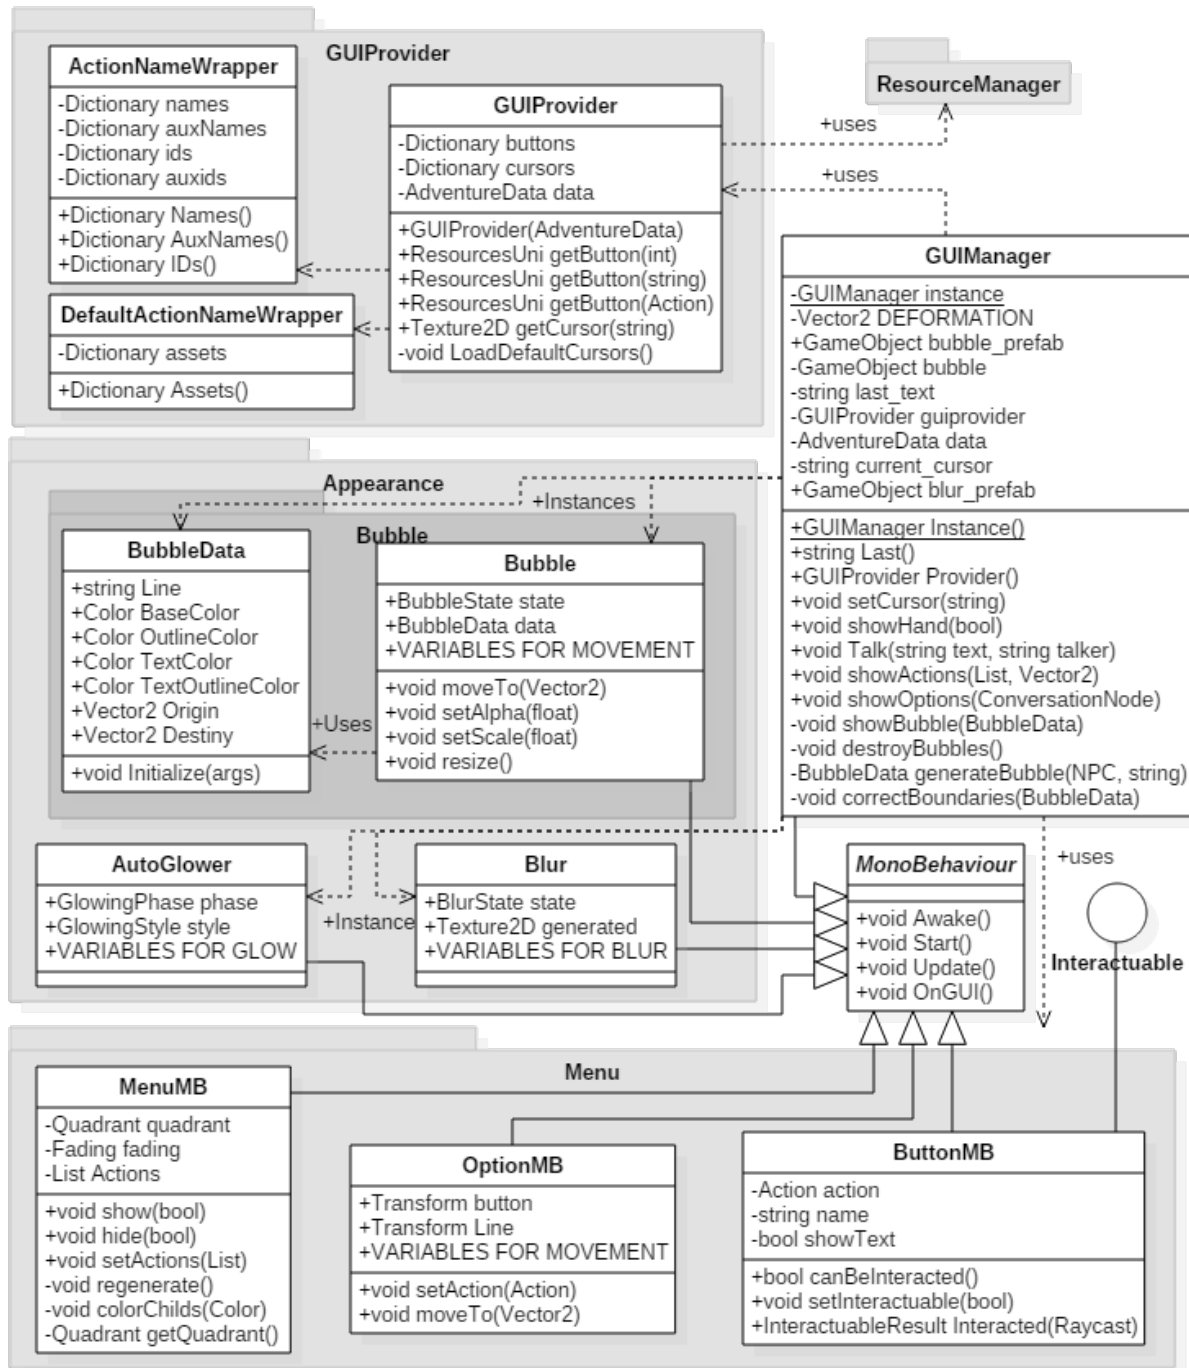 GUIProvider
ActionNameWrapper
-Dictionary names
-Dictionary auxNames
-Dictionary ids
-Dictionary auxids
+Dictionary Names()
+Dictionary AuxNames()
+Dictionary IDs()
DefaultActionNameWrapper
-Dictionary assets
+Dictionary Assets()
GUIProvider
-Dictionary buttons
-Dictionary cursors
-AdventureData data
+GUIProvider(AdventureData)
+ResourcesUni getButton(int)
+ResourcesUni getButton(string)
+ResourcesUni getButton(Action)
+Texture2D getCursor(string)
-void LoadDefaultCursors()
ResourceManager
+uses
+uses
GUIManager
-GUIManager instance
-Vector2 DEFORMATION
+GameObject bubble_prefab
-GameObject bubble
-string last_text
-GUIProvider guiprovider
-AdventureData data
-string current_cursor
+GameObject blur_prefab
+GUIManager Instance()
+string Last()
+GUIProvider Provider()
+void setCursor(string)
+void showHand(bool)
+void Talk(string text, string talker)
+void showActions(List, Vector2)
+void showOptions(ConversationNode)
-void showBubble(BubbleData)
-void destroyBubbles()
-BubbleData generateBubble(NPC, string)
-void correctBoundaries(BubbleData)
Appearance
+Instances
Bubble
BubbleData
+string Line
+Color BaseColor
+Color OutlineColor
+Color TextColor
+Color TextOutlineColor
+Vector2 Origin
+Vector2 Destiny
+void Initialize(args)
+Uses
Bubble
+BubbleState state
+BubbleData data
+VARIABLES FOR MOVEMENT
+void moveTo(Vector2)
+void setAlpha(float)
+void setScale(float)
+void resize()
AutoGlower
+GlowingPhase phase
+GlowingStyle style
+VARIABLES FOR GLOW
+Instance
Blur
+BlurState state
+Texture2D generated
+VARIABLES FOR BLUR
MonoBehaviour
+void Awake()
+void Start()
+void Update()
+void OnGUI()
+uses
Interactuable
Menu
MenuMB
-Quadrant quadrant
-Fading fading
-List Actions
+void show(bool)
+void hide(bool)
+void setActions(List)
-void regenerate()
-void colorChilds(Color)
-Quadrant getQuadrant()
OptionMB
+Transform button
+Transform Line
+VARIABLES FOR MOVEMENT
+void setAction(Action)
+void moveTo(Vector2)
ButtonMB
-Action action
-string name
-bool showText
+bool canBeInteracted()
+void setInteractuable(bool)
+InteractuableResult Interacted(Raycast)